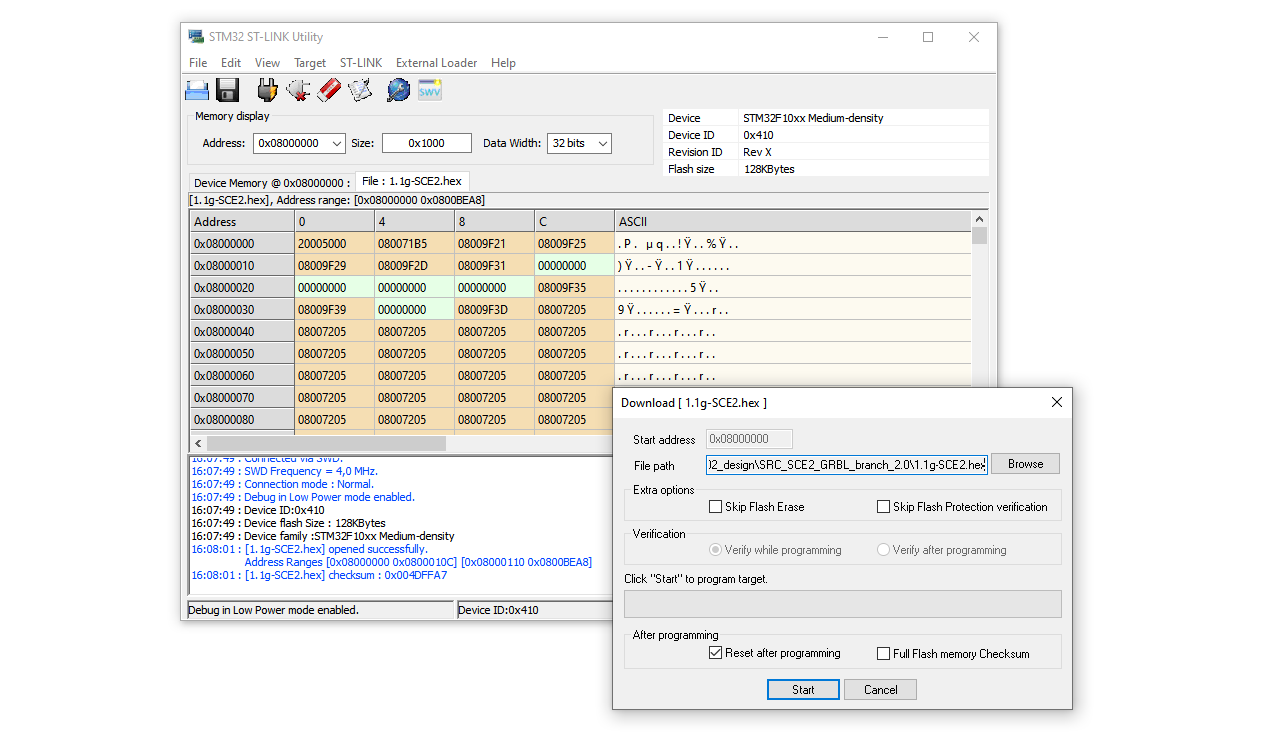 STM32 ST-LINK Utility
File Edit View Target ST-LINK External Loader Help
SWV
Memory display
Address: 0x08000000 Size: 0x1000 Data Width: 32 bits
Device STM32F10xx Medium-density
Device ID 0x410
Revision ID Rev X
Flash size 128KBytes
Device Memory @ 0x08000000 : File : 1.1g-SCE2.hex
[1.1g-SCE2.hex], Address range: [0x08000000 0x0800BEA8]
Address 0 4 8 C ASCII
0x08000000 20005000 080071B5 08009F21 08009F25 .P. µq..!Ÿ..%Ÿ..
0x08000010 08009F29 08009F2D 08009F31 00000000 )Ÿ..-Ÿ..1Ÿ......
0x08000020 00000000 00000000 00000000 08009F35 ............5Ÿ..
0x08000030 08009F39 00000000 08009F3D 08007205 9Ÿ......=Ÿ...r..
0x08000040 08007205 08007205 08007205 08007205 .r...r...r...r..
0x08000050 08007205 08007205 08007205 08007205 .r...r...r...r..
0x08000060 08007205 08007205 08007205 08007205 .r...r...r...r..
0x08000070 08007205 08007205 08007205 08007205
0x08000080 08007205 08007205 08007205 08007205
16:07:49 : Connected via SWD.
16:07:49 : SWD Frequency = 4,0 MHz.
16:07:49 : Connection mode : Normal.
16:07:49 : Debug in Low Power mode enabled.
16:07:49 : Device ID:0x410
16:07:49 : Device flash Size : 128KBytes
16:07:49 : Device family :STM32F10xx Medium-density
16:08:01 : [1.1g-SCE2.hex] opened successfully.
Address Ranges [0x08000000 0x0800010C] [0x08000110 0x0800BEA8]
16:08:01 : [1.1g-SCE2.hex] checksum : 0x004DFFA7
Debug in Low Power mode enabled. Device ID:0x410
Download [ 1.1g-SCE2.hex ]
Start address 0x08000000
File path 02_design\SRC_SCE2_GRBL_branch_2.0\1.1g-SCE2.hex Browse
Extra options
Skip Flash Erase Skip Flash Protection verification
Verification
Verify while programming Verify after programming
Click "Start" to program target.
After programming
Reset after programming Full Flash memory Checksum
Start Cancel